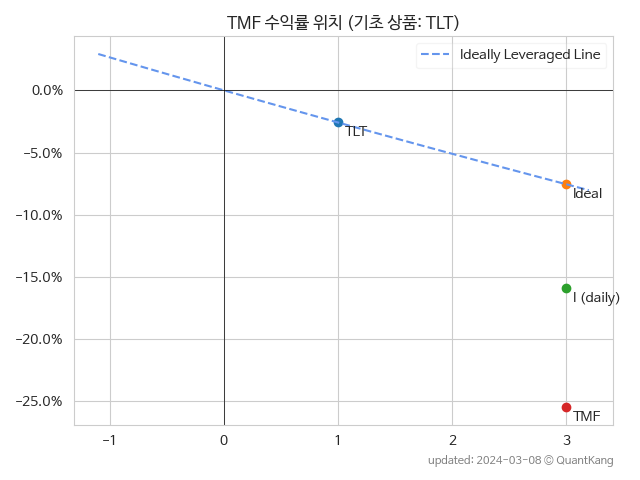 TMF 수익률 위치 (기초 상품: TLT)
Ideally Leveraged Line
0.0%
−5.0%
−10.0%
−15.0%
−20.0%
−25.0%
TLT
Ideal
I (daily)
TMF
−1
0
1
2
3
updated: 2024-03-08 © QuantKang